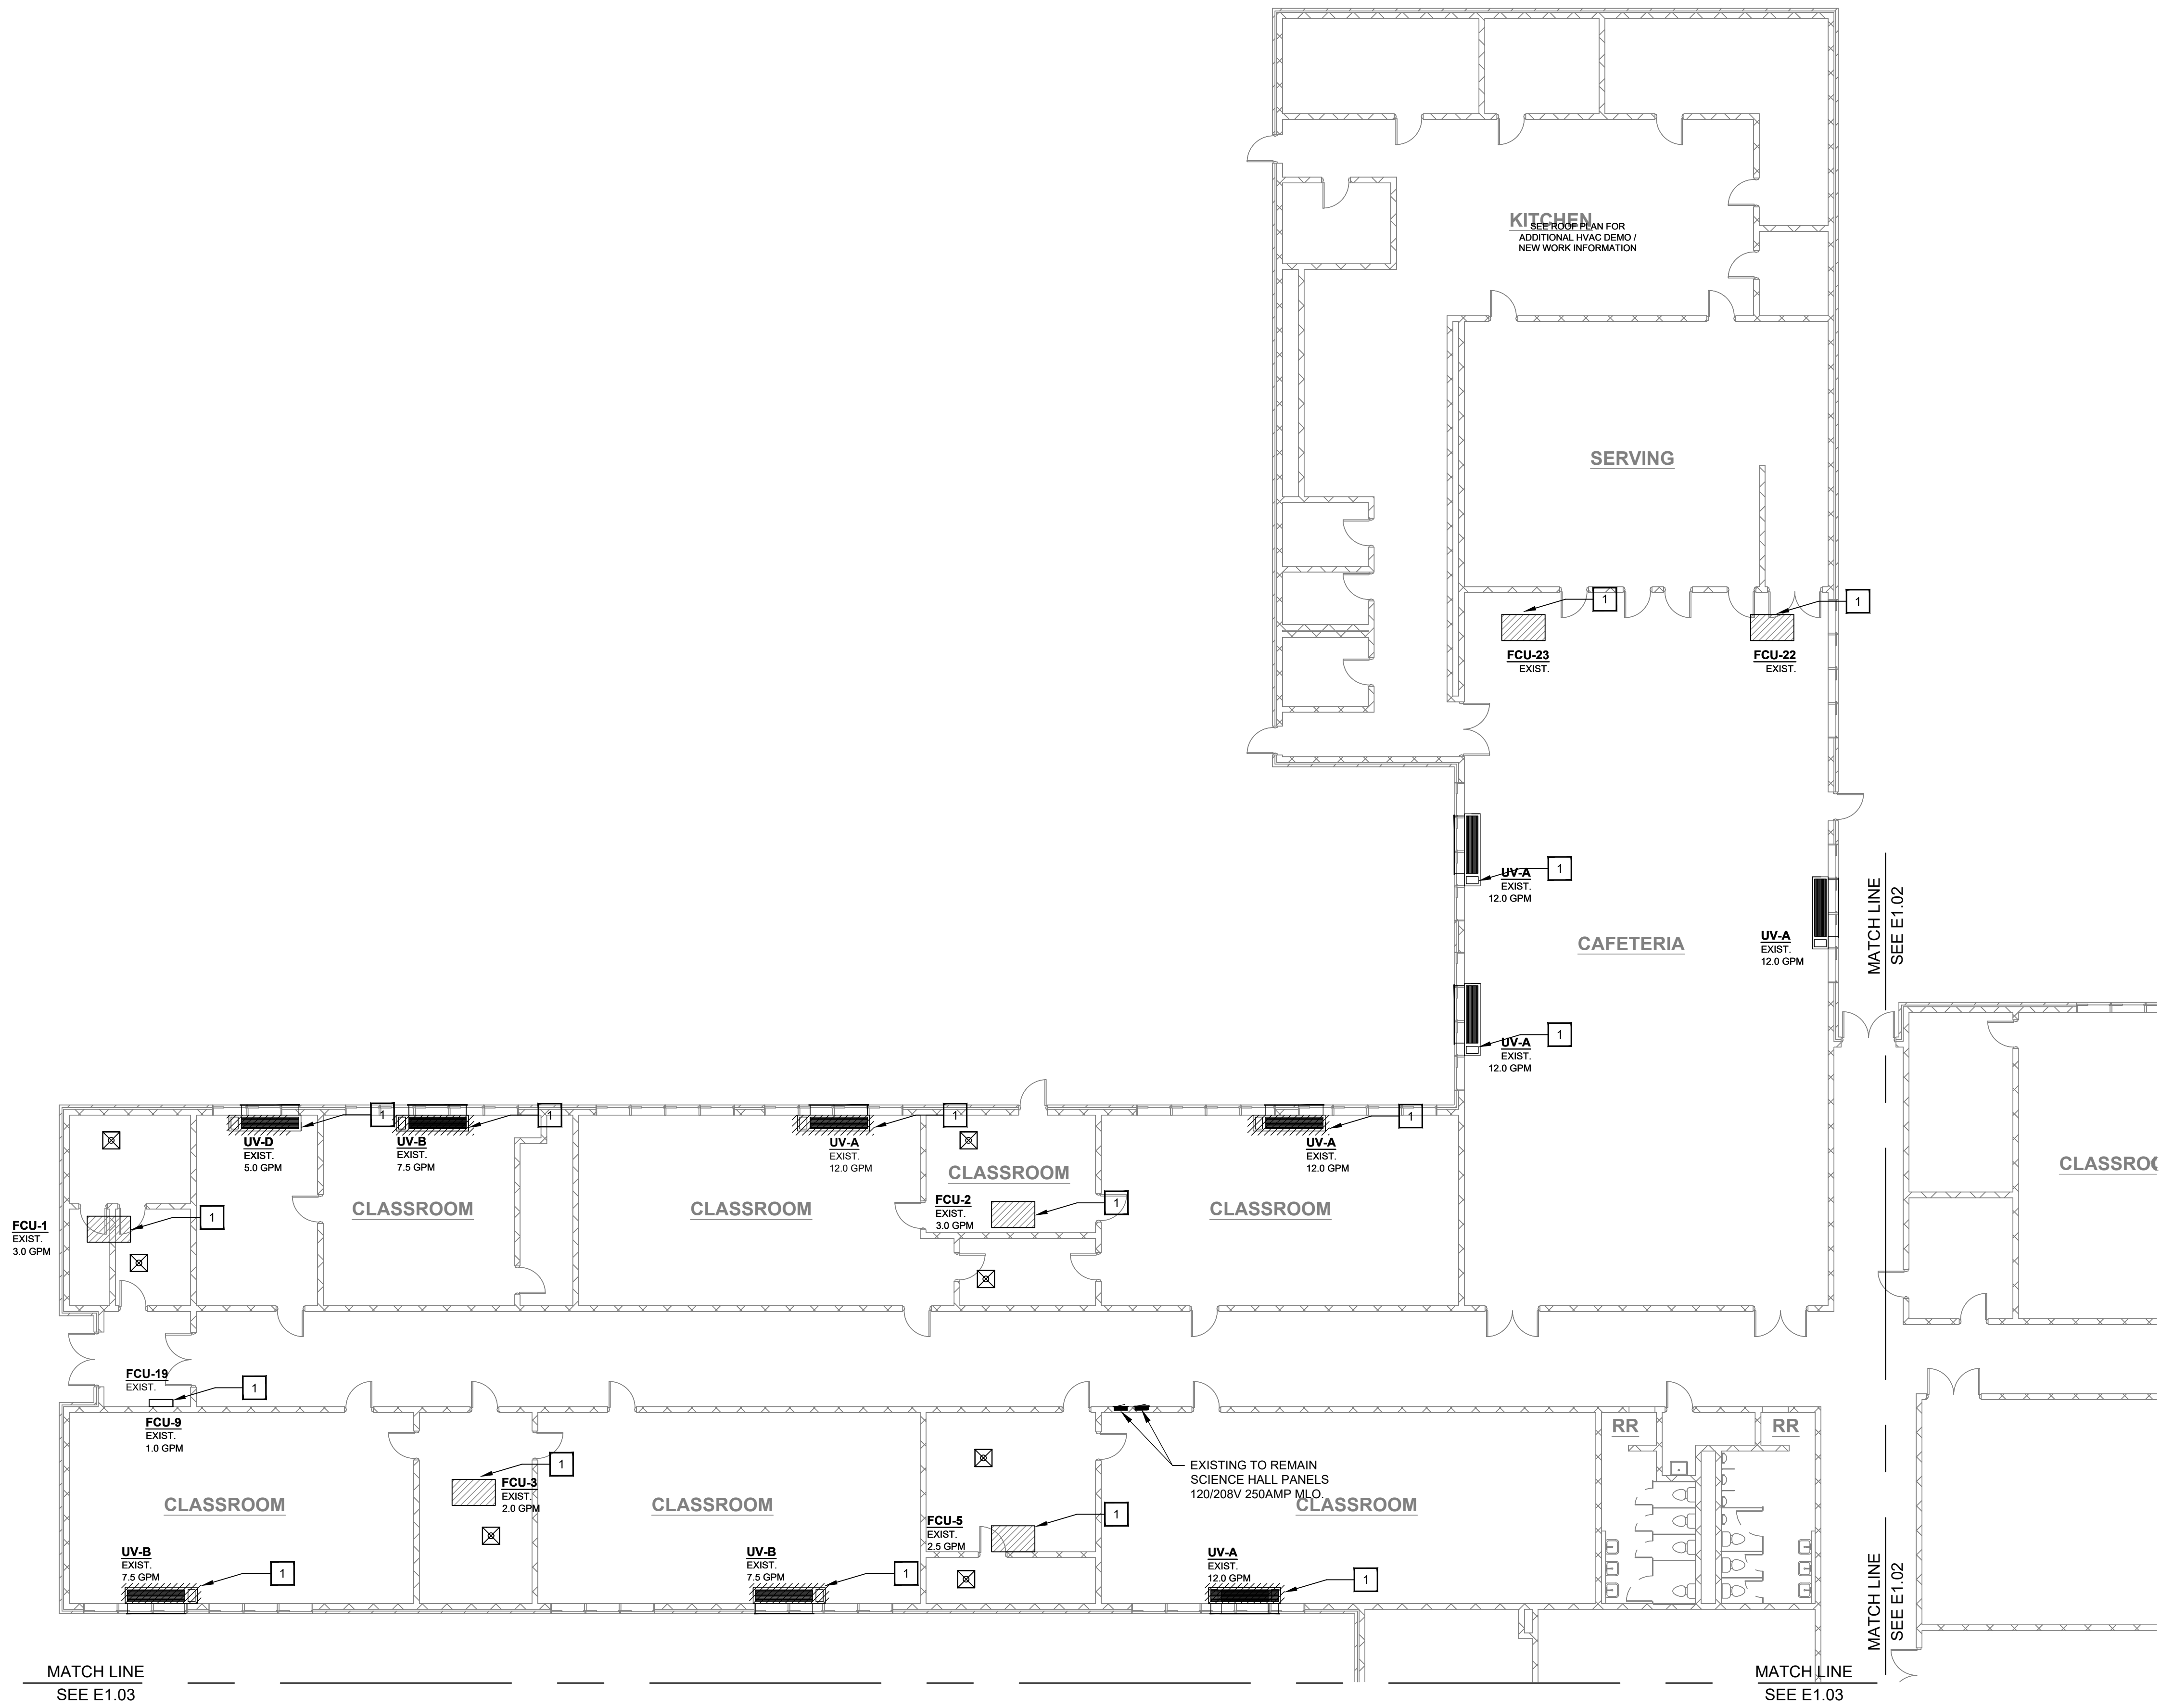 KITCHEN
SEE ROOF PLAN FOR
ADDITIONAL HVAC DEMO /
NEW WORK INFORMATION
SERVING
1
1
FCU-23
EXIST.
FCU-22
EXIST.
1
UV-A
EXIST.
12.0 GPM
CAFETERIA
UV-A
EXIST.
12.0 GPM
MATCH LINE
SEE E1.02
1
UV-A
EXIST.
12.0 GPM
1
UV-D
EXIST.
5.0 GPM
1
UV-B
EXIST.
7.5 GPM
1
UV-A
EXIST.
12.0 GPM
1
UV-A
EXIST.
12.0 GPM
CLASSROOM
CLASSROOM
CLASSROOM
FCU-2
EXIST.
3.0 GPM
1
CLASSROOM
CLASSROO
FCU-1
EXIST.
3.0 GPM
1
FCU-19
EXIST.
1
FCU-9
EXIST.
1.0 GPM
CLASSROOM
1
FCU-3
EXIST.
2.0 GPM
CLASSROOM
EXISTING TO REMAIN
SCIENCE HALL PANELS
120/208V 250AMP MLO.
CLASSROOM
RR
RR
FCU-5
EXIST.
2.5 GPM
1
UV-B
EXIST.
7.5 GPM
1
UV-B
EXIST.
7.5 GPM
1
UV-A
EXIST.
12.0 GPM
1
MATCH LINE
SEE E1.02
MATCH LINE
SEE E1.03
MATCH LINE
SEE E1.03